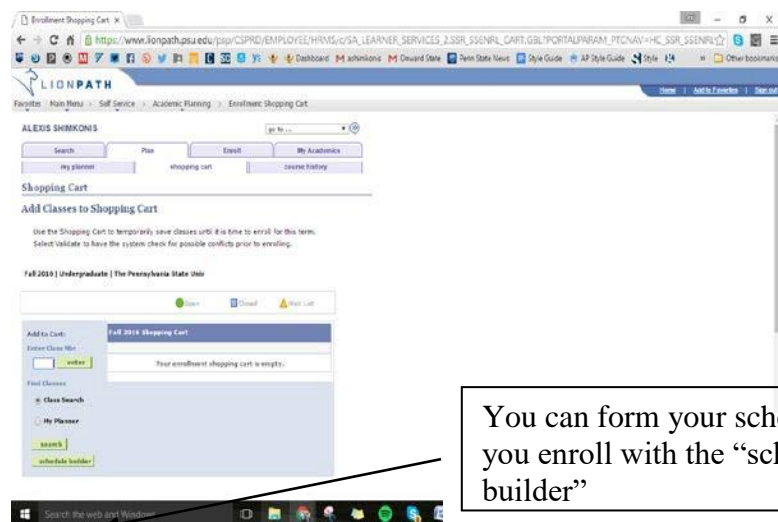 Enrollment Shopping Cart
https://www.lionpath.psu.edu/psp/CSPRD/EMPLOYEE/HRMS/c/SA_LEARNER_SERVICES_2.SSR_SSENRL_CART.GBL?PORTALPARAM_PTCNAV=HC_SSR_SSENRL
Dashboard ashimkonis Onward State Penn State News Style Guide AP Style Guide Style Other bookmarks
LIONPATH
Home | Add to Favorites | Sign out
Favorites Main Menu > Self Service > Academic Planning > Enrollment Shopping Cart
ALEXIS SHIMKONIS
go to ...
Search Plan Enroll My Academics
my planner shopping cart course history
Shopping Cart
Add Classes to Shopping Cart
Use the Shopping Cart to temporarily save classes until it is time to enroll for this term.
Select Validate to have the system check for possible conflicts prior to enrolling.
Fall 2016 | Undergraduate | The Pennsylvania State Univ
Open Closed Wait List
Add to Cart:
Fall 2016 Shopping Cart
Enter Class Nbr
enter
Your enrollment shopping cart is empty.
Find Classes
Class Search
My Planner
search
schedule builder
You can form your sch
you enroll with the “scl
builder”
Search the web and Windows